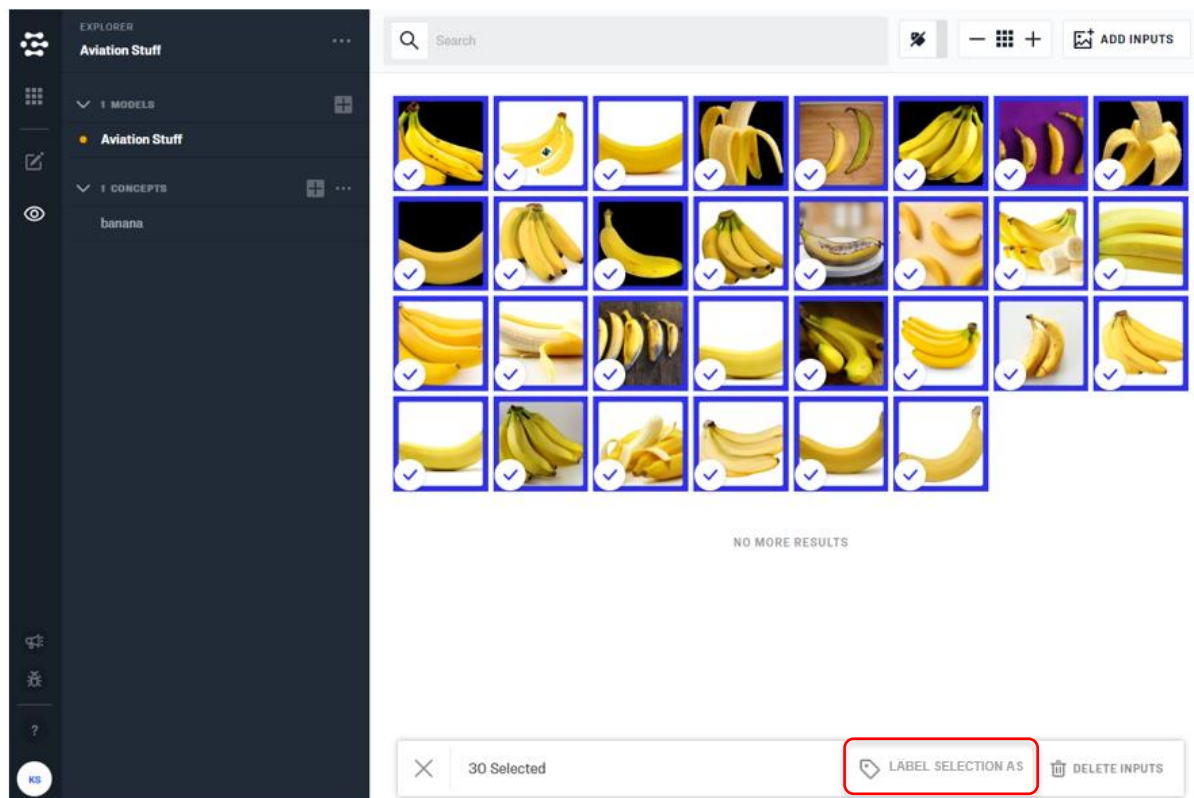 EXPLORER
Aviation Stuff
Search
ADD INPUTS
1 MODELS
Aviation Stuff
1 CONCEPTS
banana
NO MORE RESULTS
?
KS
30 Selected
LABEL SELECTION AS
DELETE INPUTS